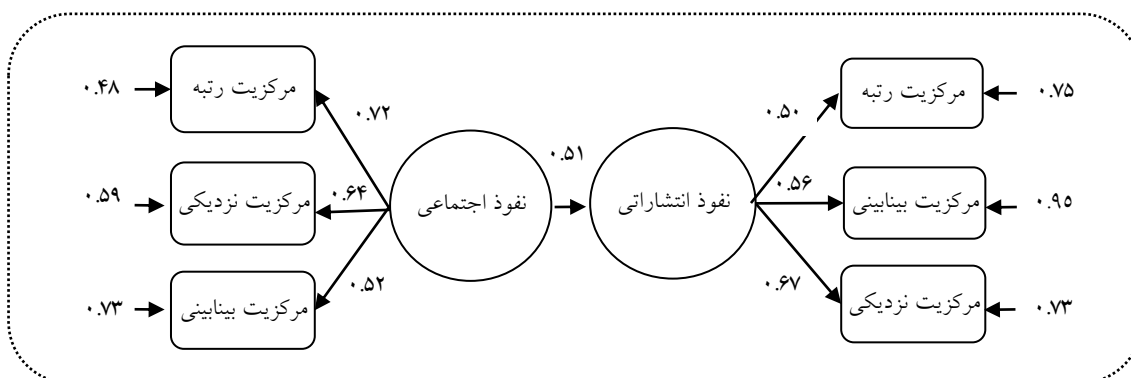 مرکزیت رتبه
۰.۷۵
۰.۵۰
مرکزیت بینابینی
۰.۹۵
۰.۵۶
مرکزیت نزدیکی
۰.۷۳
۰.۶۷
نفوذ انتشاراتی
۰.۵۱
نفوذ اجتماعی
مرکزیت رتبه
۰.۴۸
۰.۷۲
مرکزیت نزدیکی
۰.۵۹
۰.۶۴
مرکزیت بینابینی
۰.۷۳
۰.۵۲